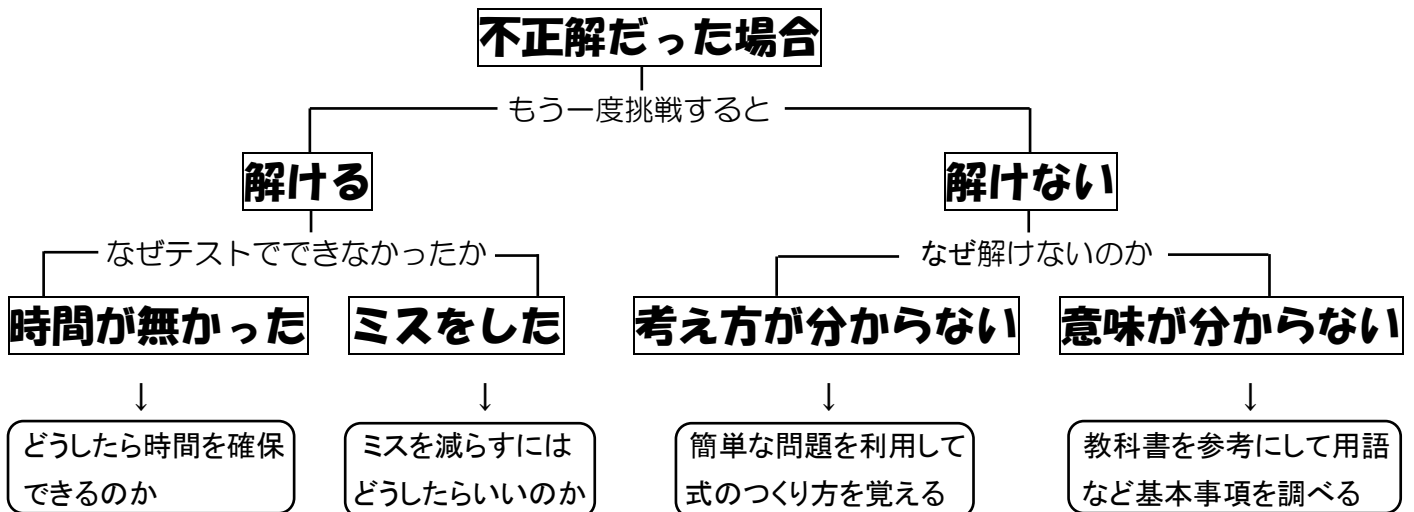 不正解だった場合
もう一度挑戦すると
解ける
解けない
なぜテストでできなかったか
なぜ解けないのか
時間が無かった
ミスをした
考え方が分からない
意味が分からない
↓
↓
↓
↓
どうしたら時間を確保
できるのか
ミスを減らすには
どうしたらいいのか
簡単な問題を利用して
式のつくり方を覚える
教科書を参考にして用語
など基本事項を調べる